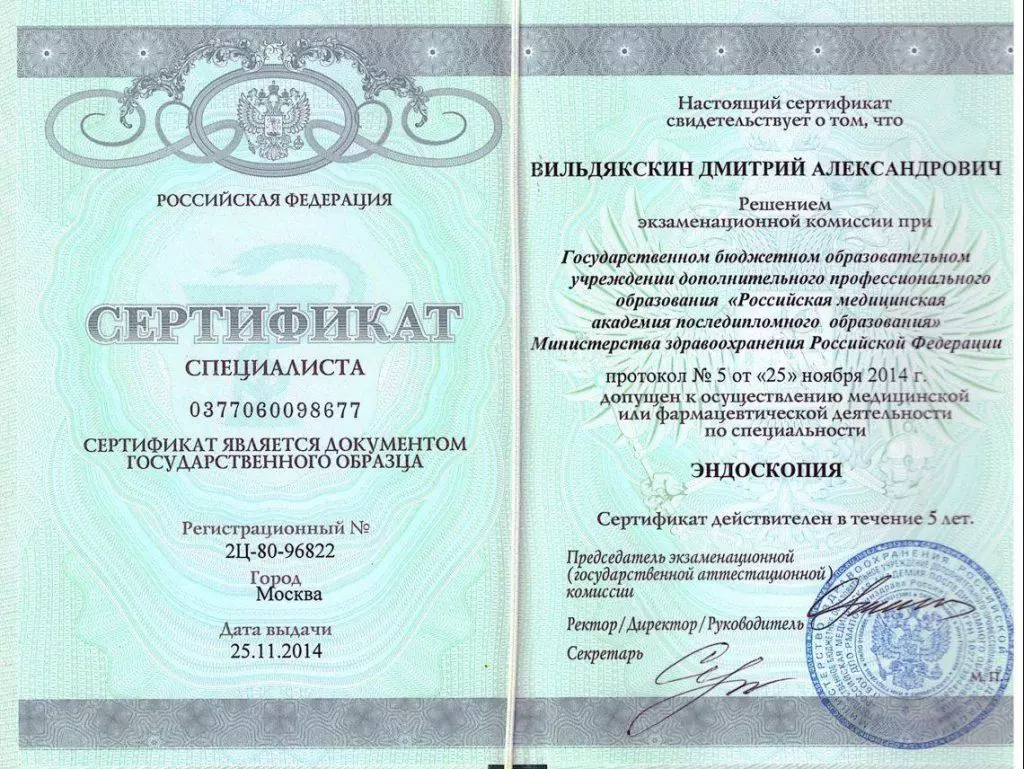 РОССИЙСКАЯ ФЕДЕРАЦИЯ
СЕРТИФИКАТ
СПЕЦИАЛИСТА
0377060098677
СЕРТИФИКАТ ЯВЛЯЕТСЯ ДОКУМЕНТОМ
ГОСУДАРСТВЕННОГО ОБРАЗЦА
Регистрационный №
2Ц-80-96822
Город
Москва
Дата выдачи
25.11.2014
Настоящий сертификат
свидетельствует о том, что
ВИЛЬДЯКСКИН ДМИТРИЙ АЛЕКСАНДРОВИЧ
Решением
экзаменационной комиссии при
Государственном бюджетном образовательном
учреждении дополнительного профессионального
образования «Российская медицинская
академия последипломного образования»
Министерства здравоохранения Российской Федерации
протокол № 5 от «25» ноября 2014 г.
допущен к осуществлению медицинской
или фармацевтической деятельности
по специальности
ЭНДОСКОПИЯ
Сертификат действителен в течение 5 лет.
Председатель экзаменационной
(государственной аттестационной)
комиссии
Ректор/Директор/Руководитель
Секретарь
М. П.